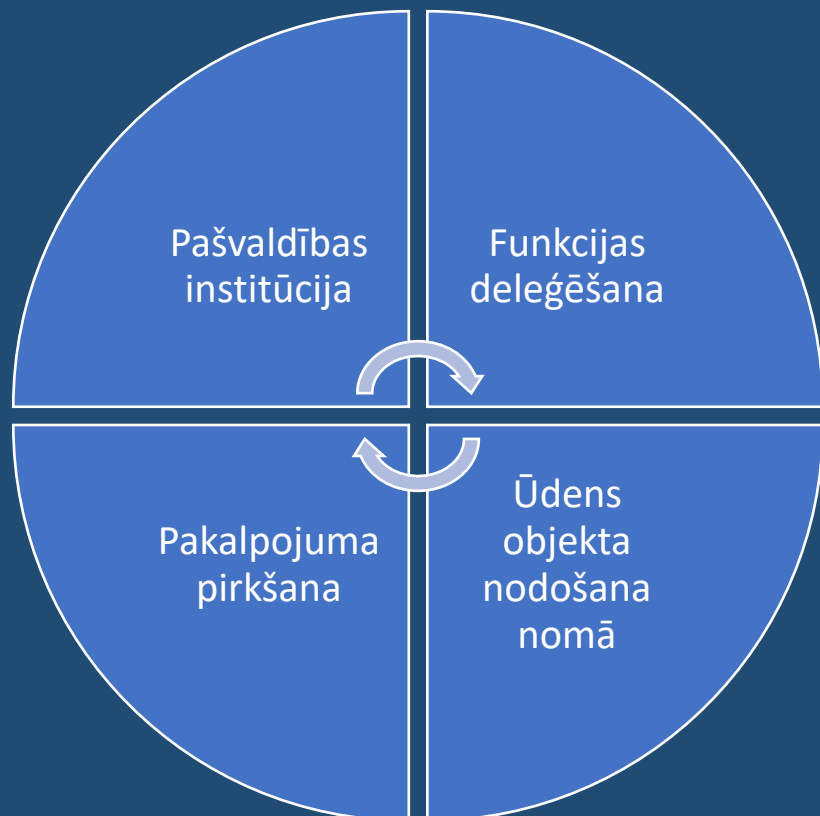 Pašvaldības
institūcija
Funkcijas
deleģēšana
Pakalpojuma
pirkšana
Ūdens
objekta
nodošana
nomā